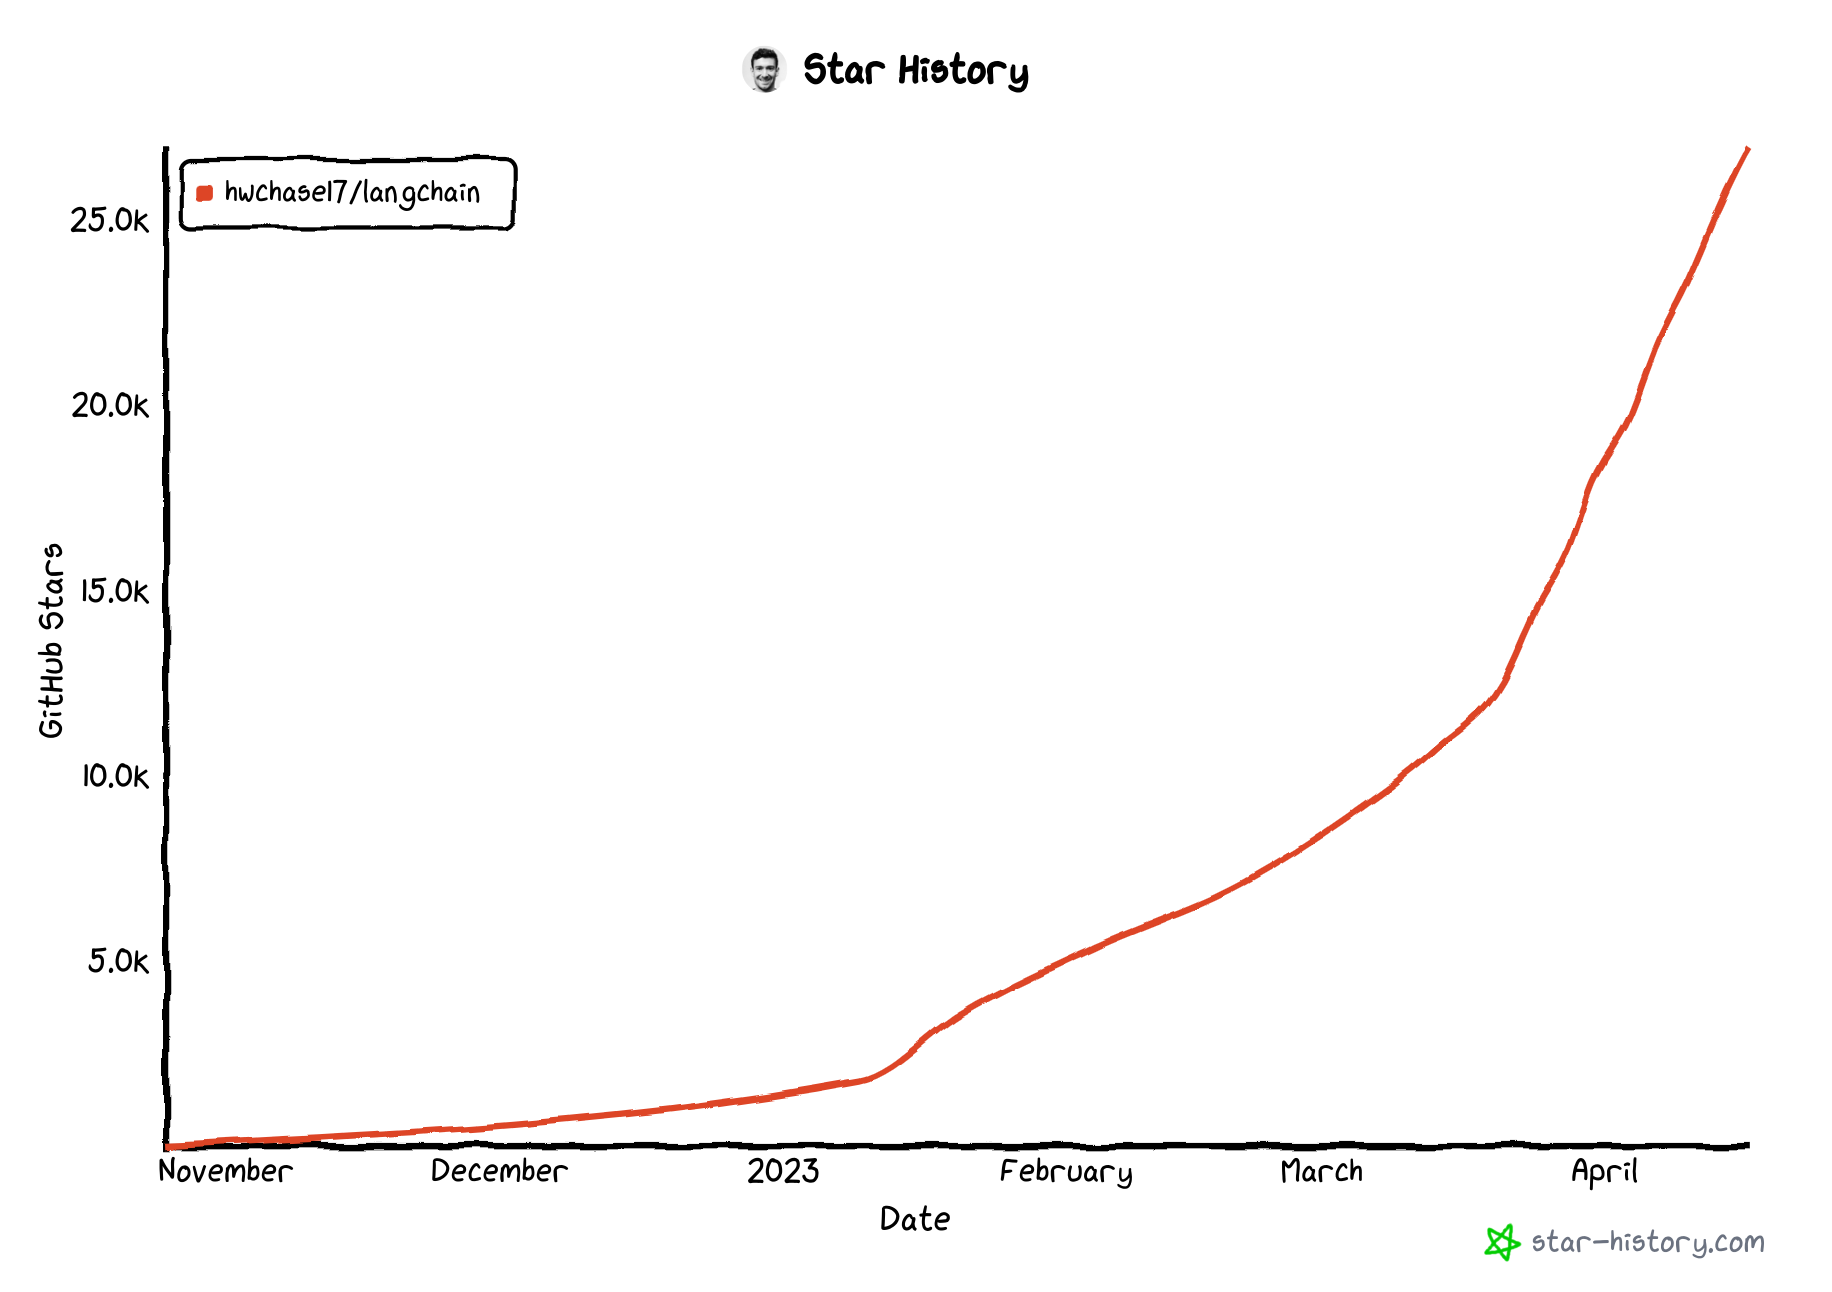 Star History
hwchase17/langchain
25.0k
20.0k
15.0k
10.0k
5.0k
GitHub Stars
November December 2023 February March April
Date
star-history.com